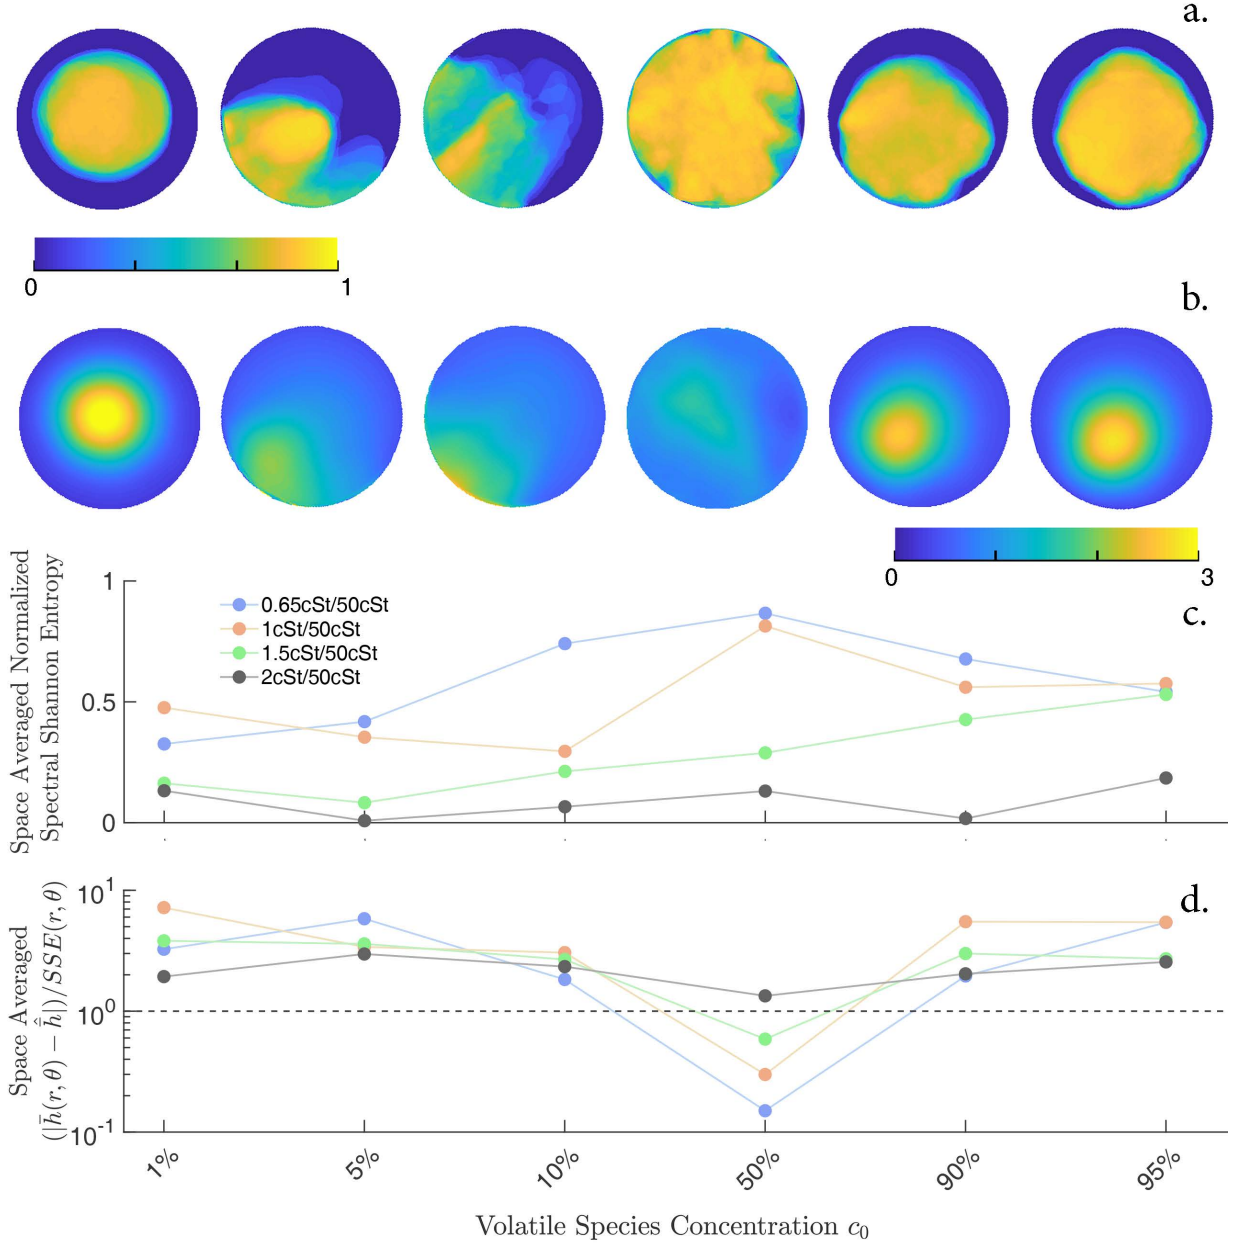 a.
0 1
b.
0 3
Space Averaged Normalized
Spectral Shannon Entropy
1
0.5
0
0.65cSt/50cSt
1cSt/50cSt
1.5cSt/50cSt
2cSt/50cSt
c.
Space Averaged
(|h̄(r, θ) − h̄̂|)/SSE(r, θ)
10¹
10⁰
10⁻¹
d.
1% 5% 10% 50% 90% 95%
Volatile Species Concentration c₀